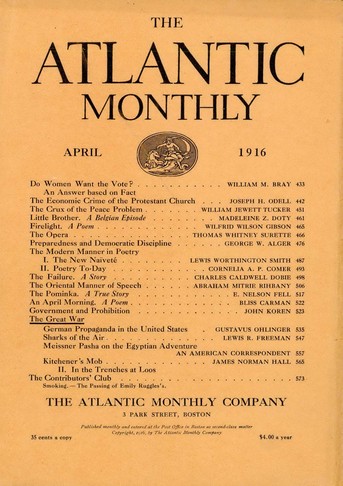 THE
ATLANTIC
MONTHLY
APRIL 1916
Do Women Want the Vote? . . . . . . . . . WILLIAM M. BRAY 433
An Answer based on Fact
The Economic Crime of the Protestant Church . . . . JOSEPH H. ODELL 442
The Crux of the Peace Problem . . . . . . WILLIAM JEWETT TUCKER 451
Little Brother. A Belgian Episode . . . . . . MADELEINE Z. DOTY 461
Firelight. A Poem . . . . . . . . . WILFRID WILSON GIBSON 465
The Opera . . . . . . . . . THOMAS WHITNEY SURETTE 466
Preparedness and Democratic Discipline . . . . GEORGE W. ALGER 476
The Modern Manner in Poetry
I. The New Naïveté . . . . . . . LEWIS WORTHINGTON SMITH 487
II. Poetry To-Day . . . . . . . . CORNELIA A. P. COMER 493
The Failure. A Story . . . . . . . CHARLES CALDWELL DOBIE 498
The Oriental Manner of Speech . . . . . ABRAHAM MITRIE RIHBANY 506
The Pominka. A True Story . . . . . . . . E. NELSON FELL 517
An April Morning. A Poem . . . . . . . . BLISS CARMAN 522
Government and Prohibition . . . . . . . . JOHN KOREN 523
The Great War
German Propaganda in the United States . . GUSTAVUS OHLINGER 535
Sharks of the Air . . . . . . . . . LEWIS R. FREEMAN 547
Meissner Pasha on the Egyptian Adventure
AN AMERICAN CORRESPONDENT 557
Kitchener's Mob . . . . . . . . . JAMES NORMAN HALL 565
II. In the Trenches at Loos
The Contributors' Club . . . . . . . . . . . . 573
Smoking. — The Passing of Emily Ruggles's.
THE ATLANTIC MONTHLY COMPANY
3 PARK STREET, BOSTON
Published monthly and entered at the Post Office in Boston as second-class matter
Copyright, 1916, by The Atlantic Monthly Company
35 cents a copy $4.00 a year